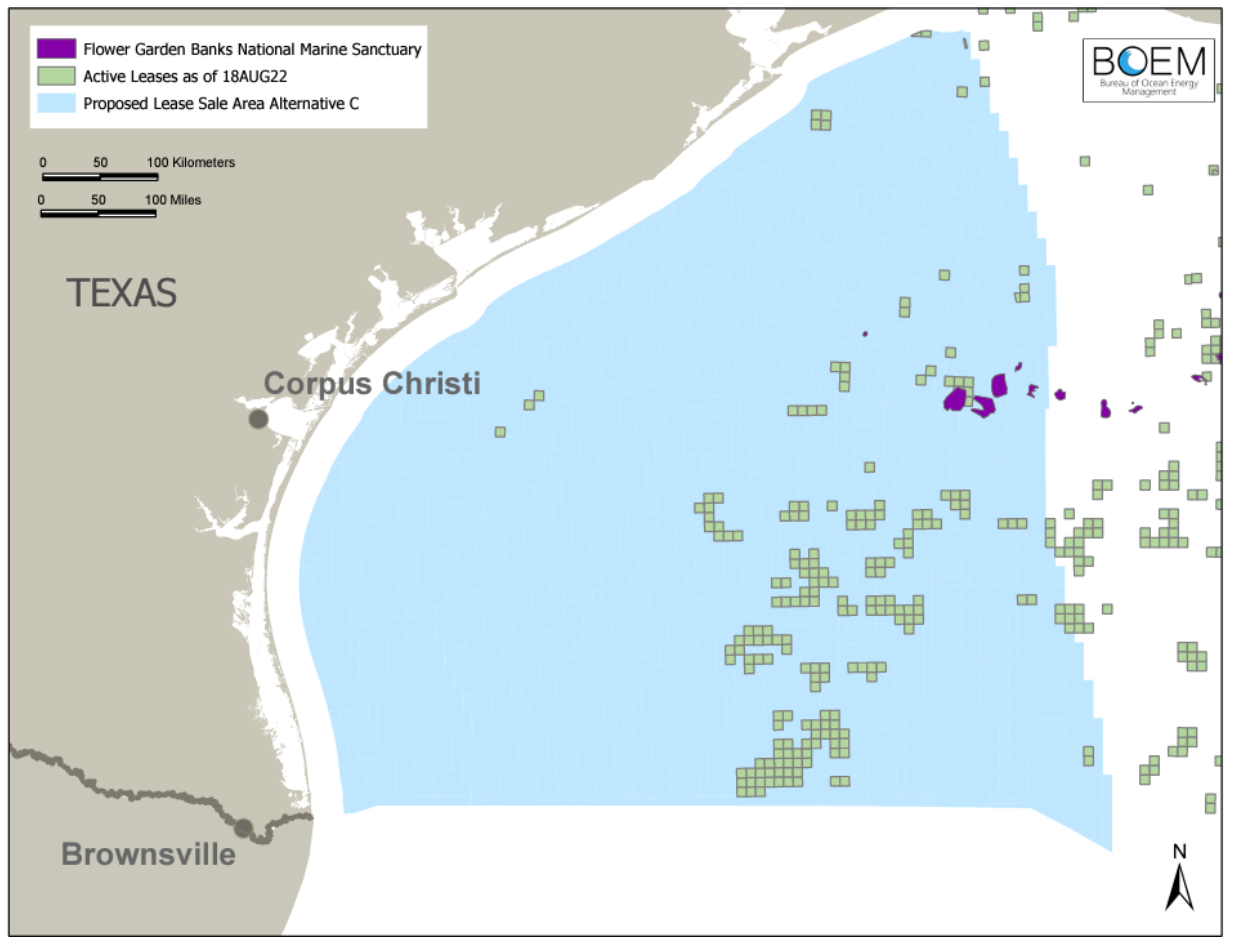 Flower Garden Banks National Marine Sanctuary
Active Leases as of 18AUG22
Proposed Lease Sale Area Alternative C
BOEM
Bureau of Ocean Energy
Management
0 50 100 Kilometers
0 50 100 Miles
TEXAS
Corpus Christi
Brownsville
N